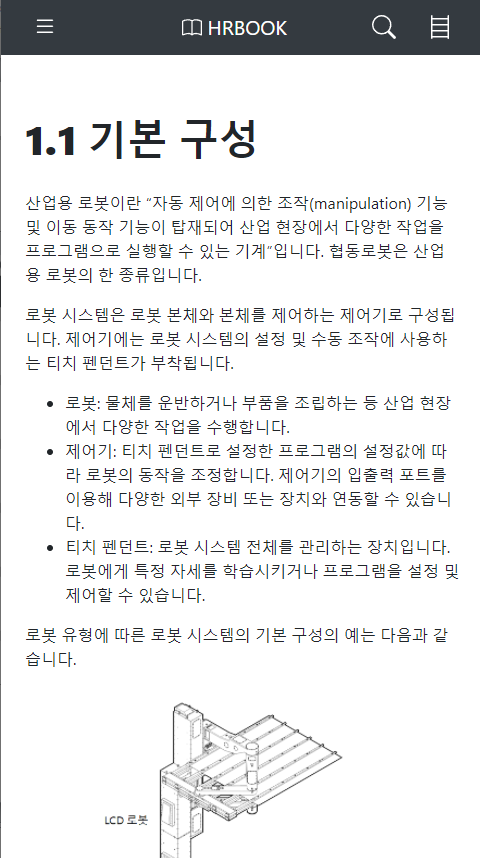 HRBOOK
1.1 기본 구성
산업용 로봇이란 “자동 제어에 의한 조작(manipulation) 기능
및 이동 동작 기능이 탑재되어 산업 현장에서 다양한 작업을
프로그램으로 실행할 수 있는 기계”입니다. 협동로봇은 산업
용 로봇의 한 종류입니다.
로봇 시스템은 로봇 본체와 본체를 제어하는 제어기로 구성됩
니다. 제어기에는 로봇 시스템의 설정 및 수동 조작에 사용하
는 티치 펜던트가 부착됩니다.
• 로봇: 물체를 운반하거나 부품을 조립하는 등 산업 현장
에서 다양한 작업을 수행합니다.
• 제어기: 티치 펜던트로 설정한 프로그램의 설정값에 따
라 로봇의 동작을 조정합니다. 제어기의 입출력 포트를
이용해 다양한 외부 장비 또는 장치와 연동할 수 있습니
다.
• 티치 펜던트: 로봇 시스템 전체를 관리하는 장치입니다.
로봇에게 특정 자세를 학습시키거나 프로그램을 설정 및
제어할 수 있습니다.
로봇 유형에 따른 로봇 시스템의 기본 구성의 예는 다음과 같
습니다.
LCD 로봇